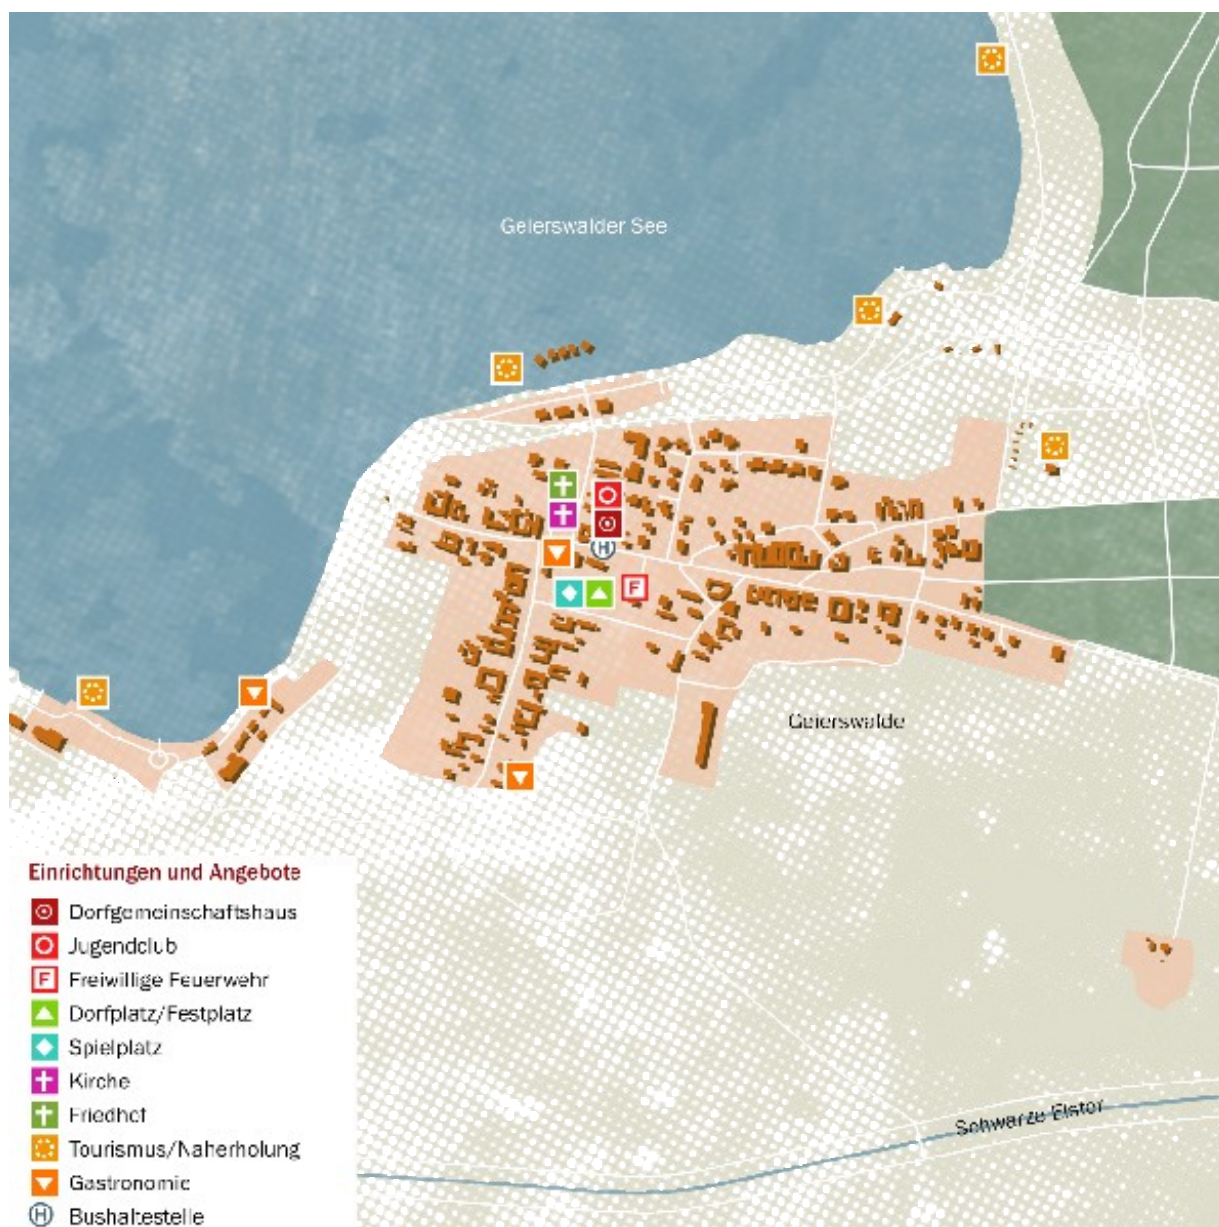 Geierswalder See
Geierswalde
Schwarze Elster
Einrichtungen und Angebote
Dorfgemeinschaftshaus
Jugendclub
F Freiwillige Feuerwehr
Dorfplatz/Festplatz
Spielplatz
Kirche
Friedhof
Tourismus/Naherholung
Gastronomie
H Bushaltestelle
H
F